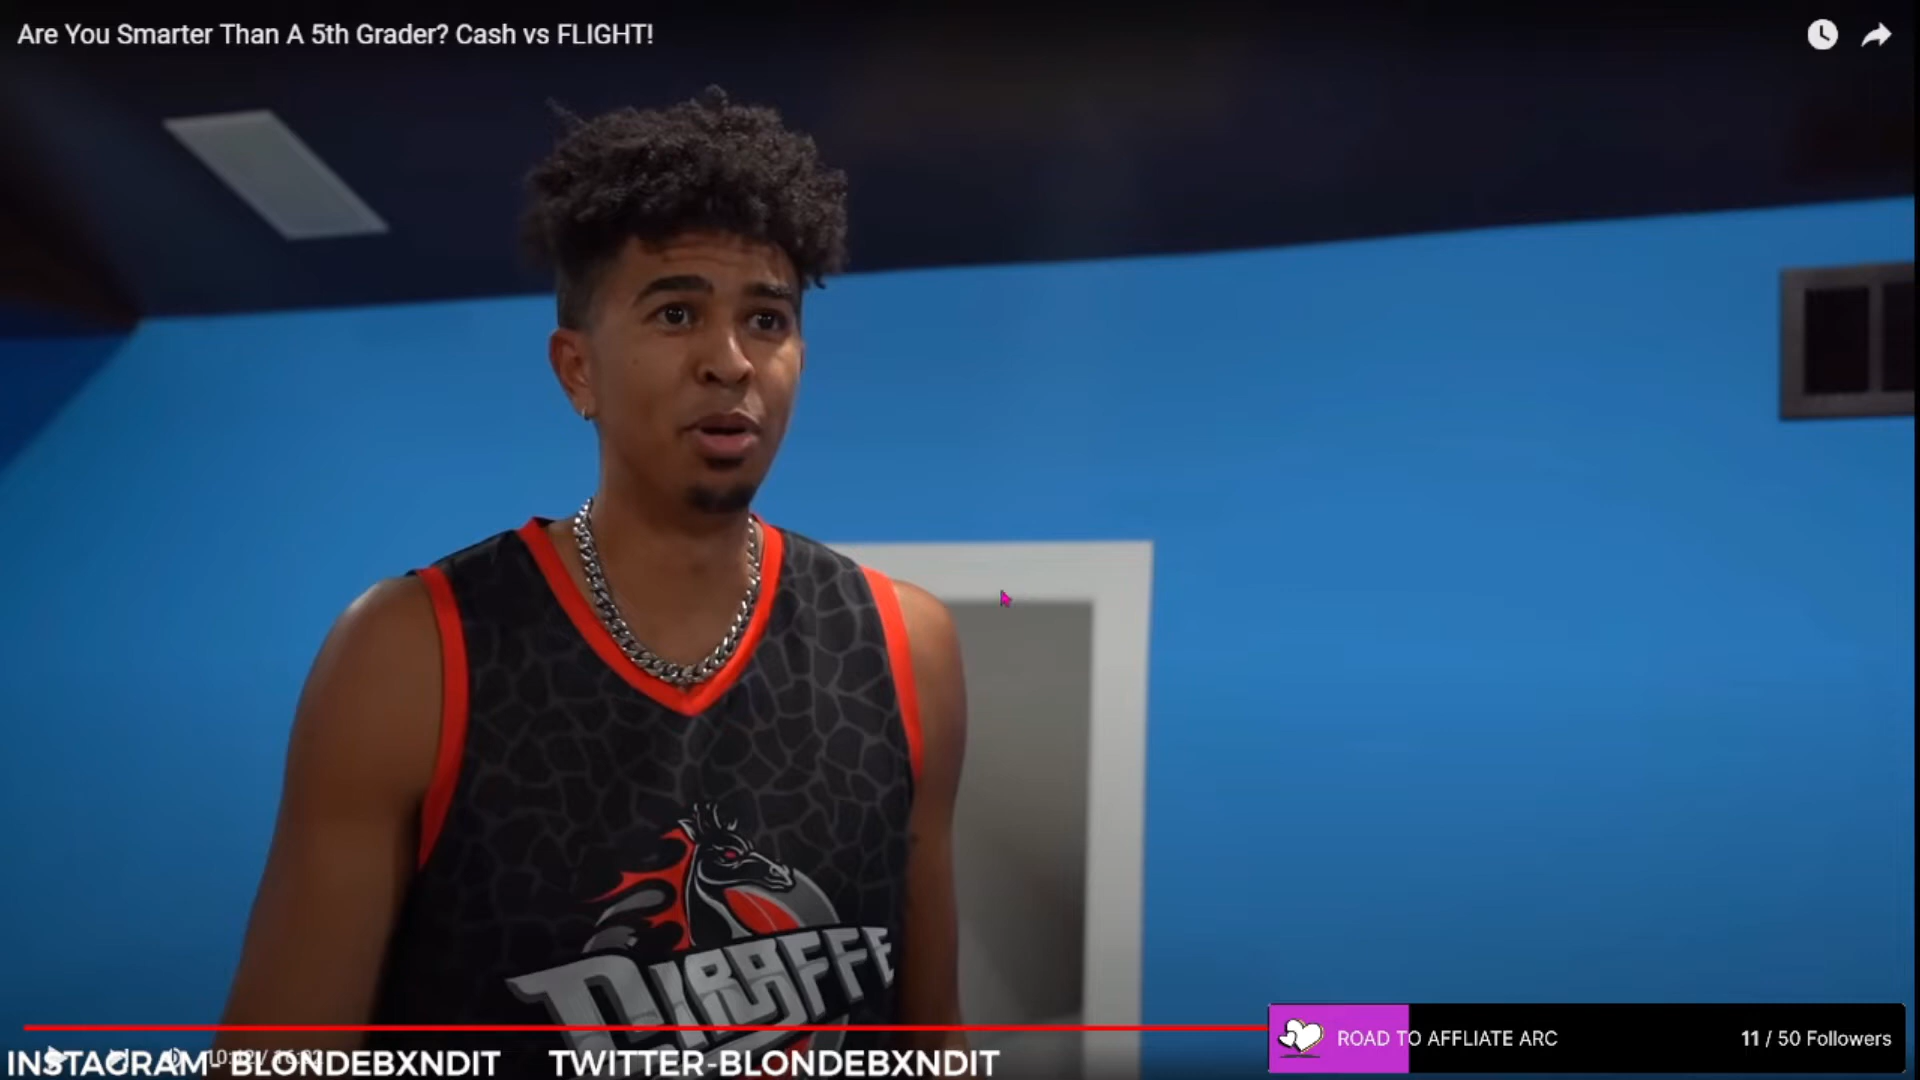 Are You Smarter Than A 5th Grader? Cash vs FLIGHT!
GIRAFFE
ROAD TO AFFLIATE ARC
11 / 50 Followers
INSTAGRAM- BLONDEBXNDIT
TWITTER-BLONDEBXNDIT